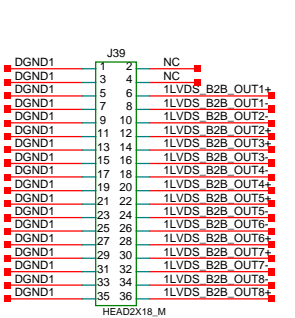 J39
DGND1 1 2 NC
DGND1 3 4 NC
DGND1 5 6 1LVDS_B2B_OUT1+
DGND1 7 8 1LVDS_B2B_OUT1-
DGND1 9 10 1LVDS_B2B_OUT2-
DGND1 11 12 1LVDS_B2B_OUT2+
DGND1 13 14 1LVDS_B2B_OUT3+
DGND1 15 16 1LVDS_B2B_OUT3-
DGND1 17 18 1LVDS_B2B_OUT4-
DGND1 19 20 1LVDS_B2B_OUT4+
DGND1 21 22 1LVDS_B2B_OUT5+
DGND1 23 24 1LVDS_B2B_OUT5-
DGND1 25 26 1LVDS_B2B_OUT6-
DGND1 27 28 1LVDS_B2B_OUT6+
DGND1 29 30 1LVDS_B2B_OUT7+
DGND1 31 32 1LVDS_B2B_OUT7-
DGND1 33 34 1LVDS_B2B_OUT8-
DGND1 35 36 1LVDS_B2B_OUT8+
HEAD2X18_M